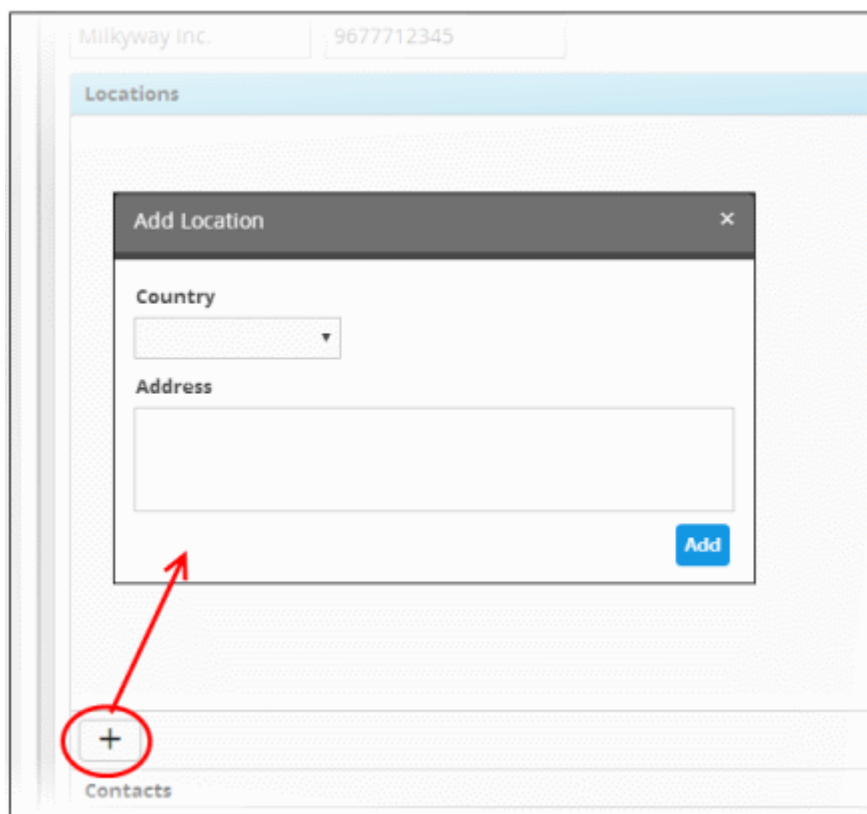 Milkyway Inc. 9677712345
Locations
Add Location ×
Country
Address
Add
+
Contacts